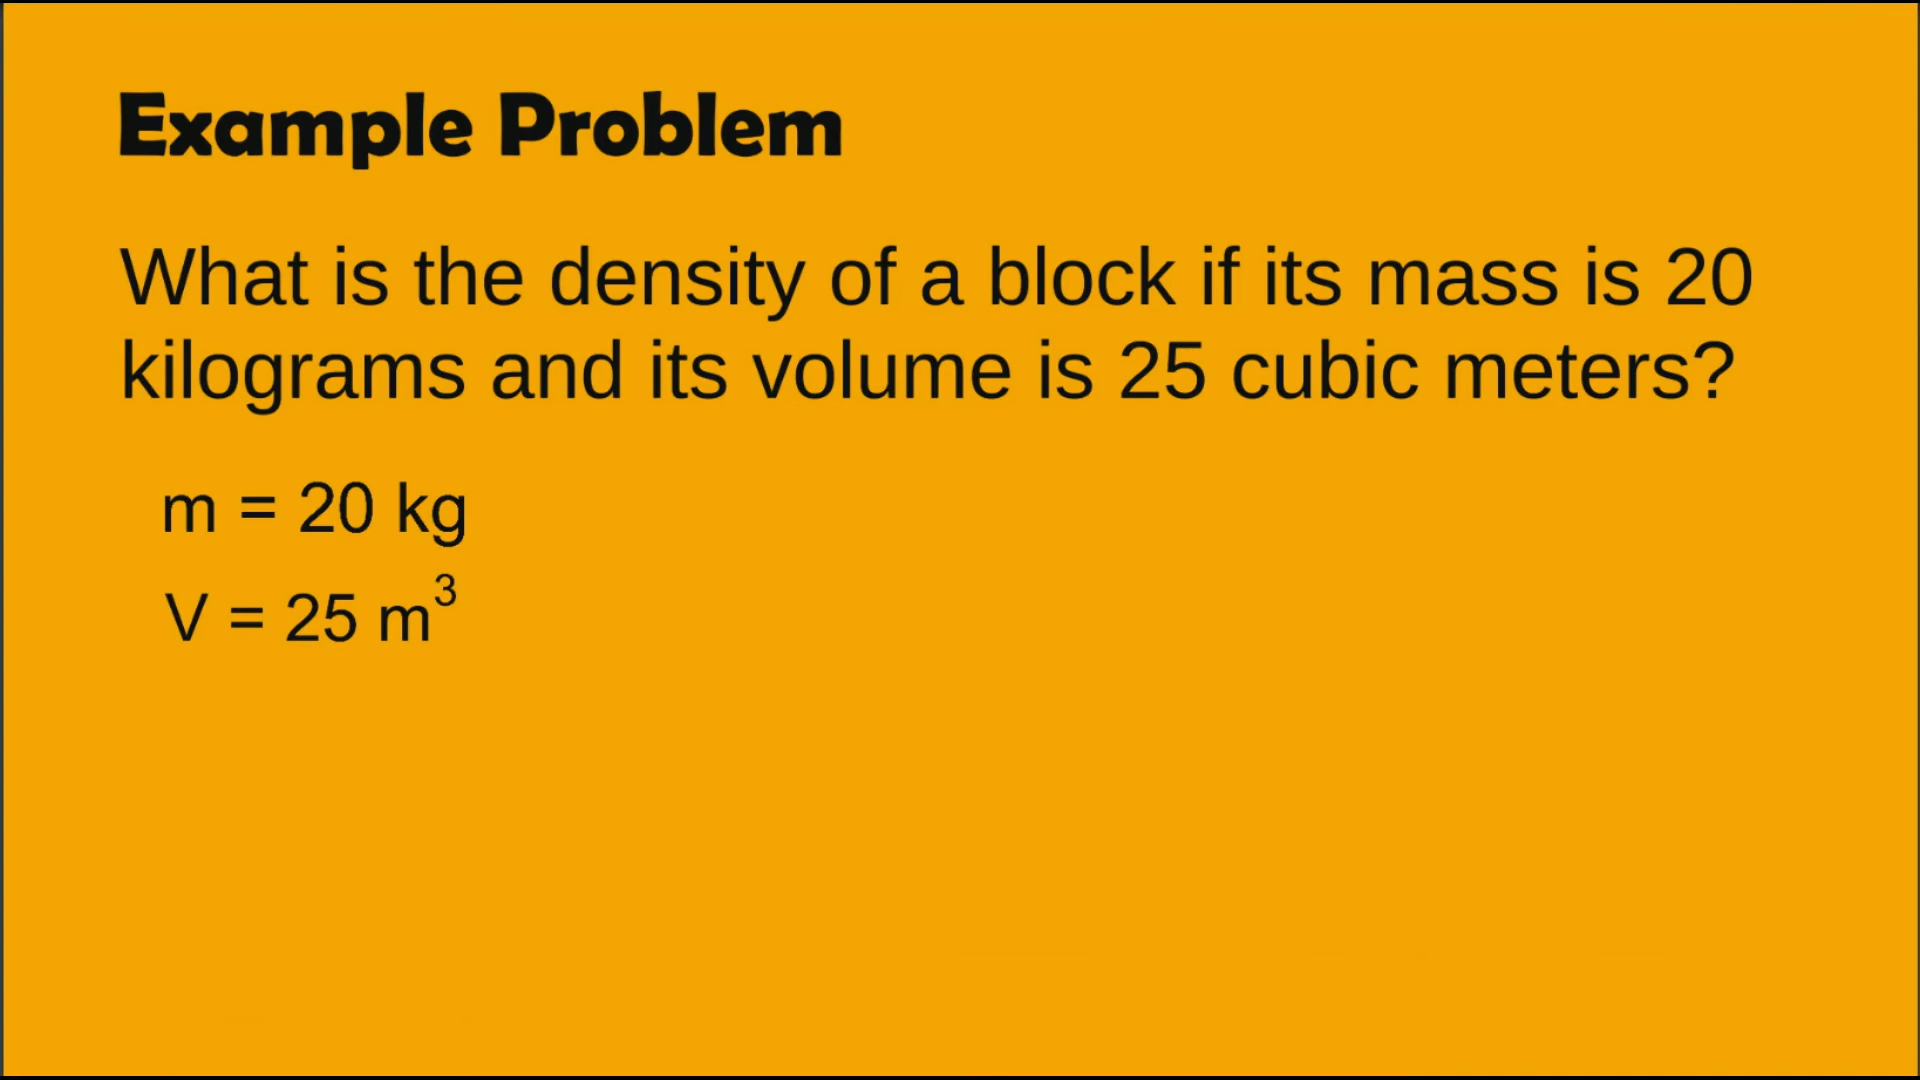 Example Problem
What is the density of a block if its mass is 20
kilograms and its volume is 25 cubic meters?
m = 20 kg
V = 25 m³